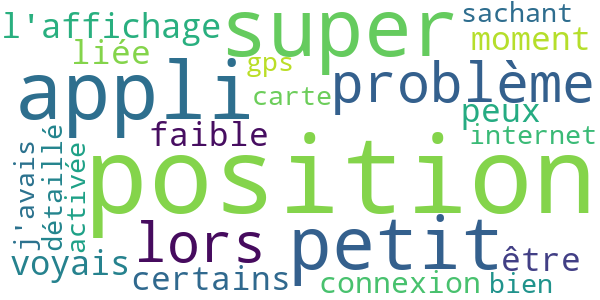 l'affichage
super
sachant
liée
gps
moment
appli
carte
problème
peux
faible
internet
j'avais
détaillé
activée
position
lors
petit
être
voyais
certains
connexion
bien